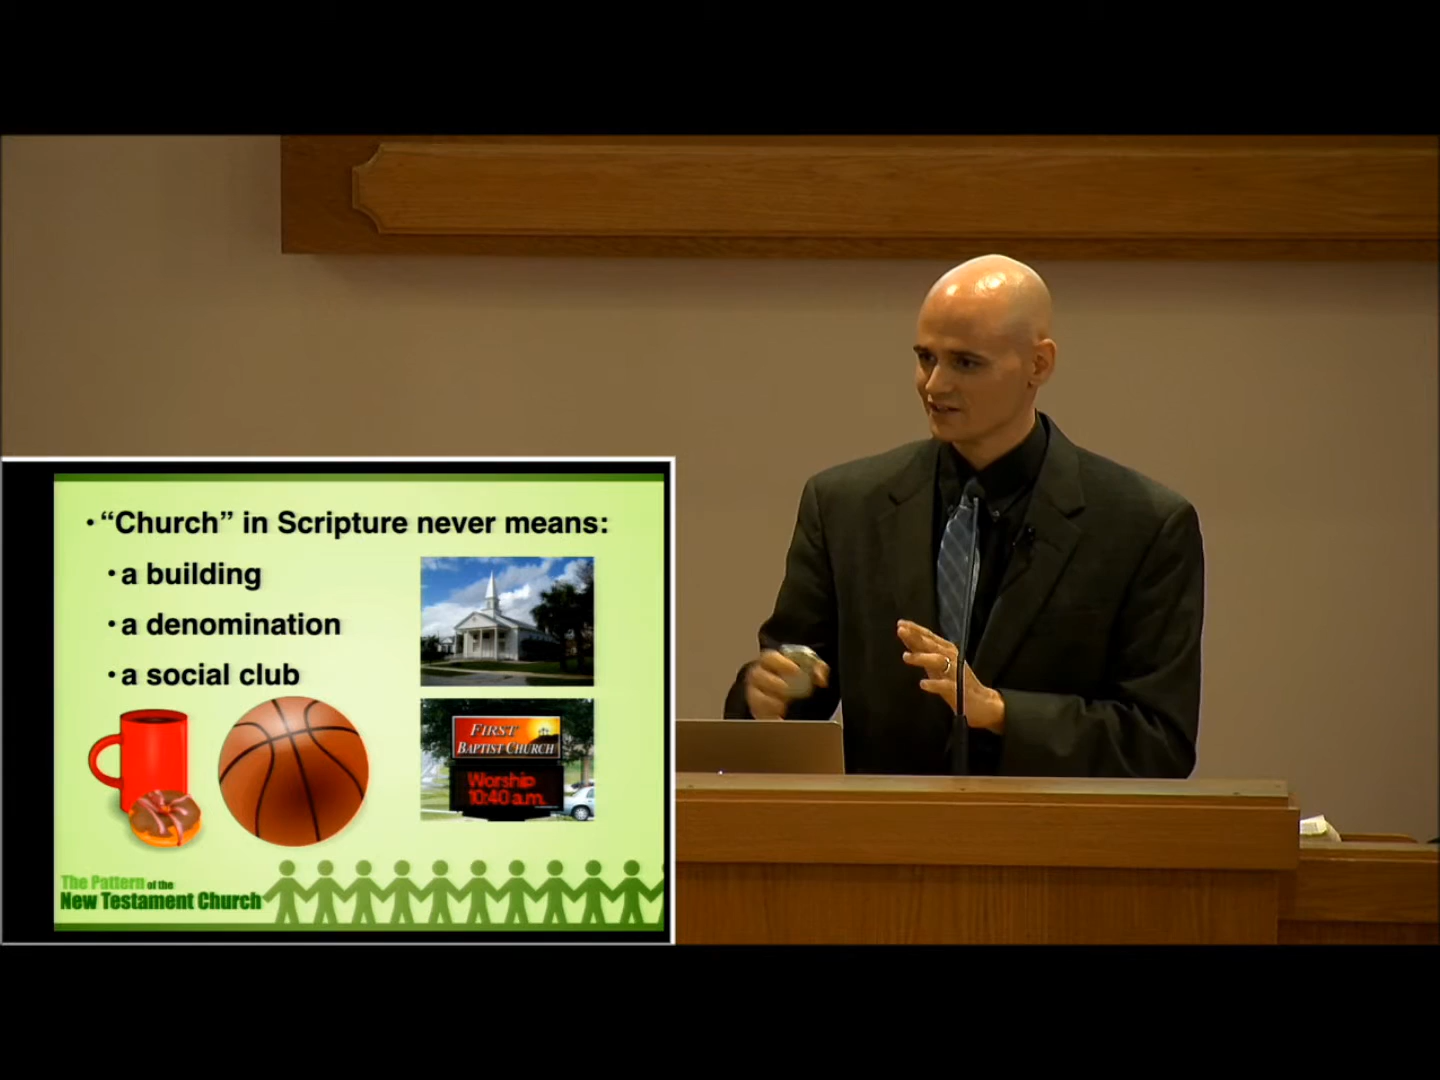 • “Church” in Scripture never means:
• a building
• a denomination
• a social club
FIRST
BAPTIST CHURCH
Worship
10:40 a.m.
The Pattern of the
New Testament Church